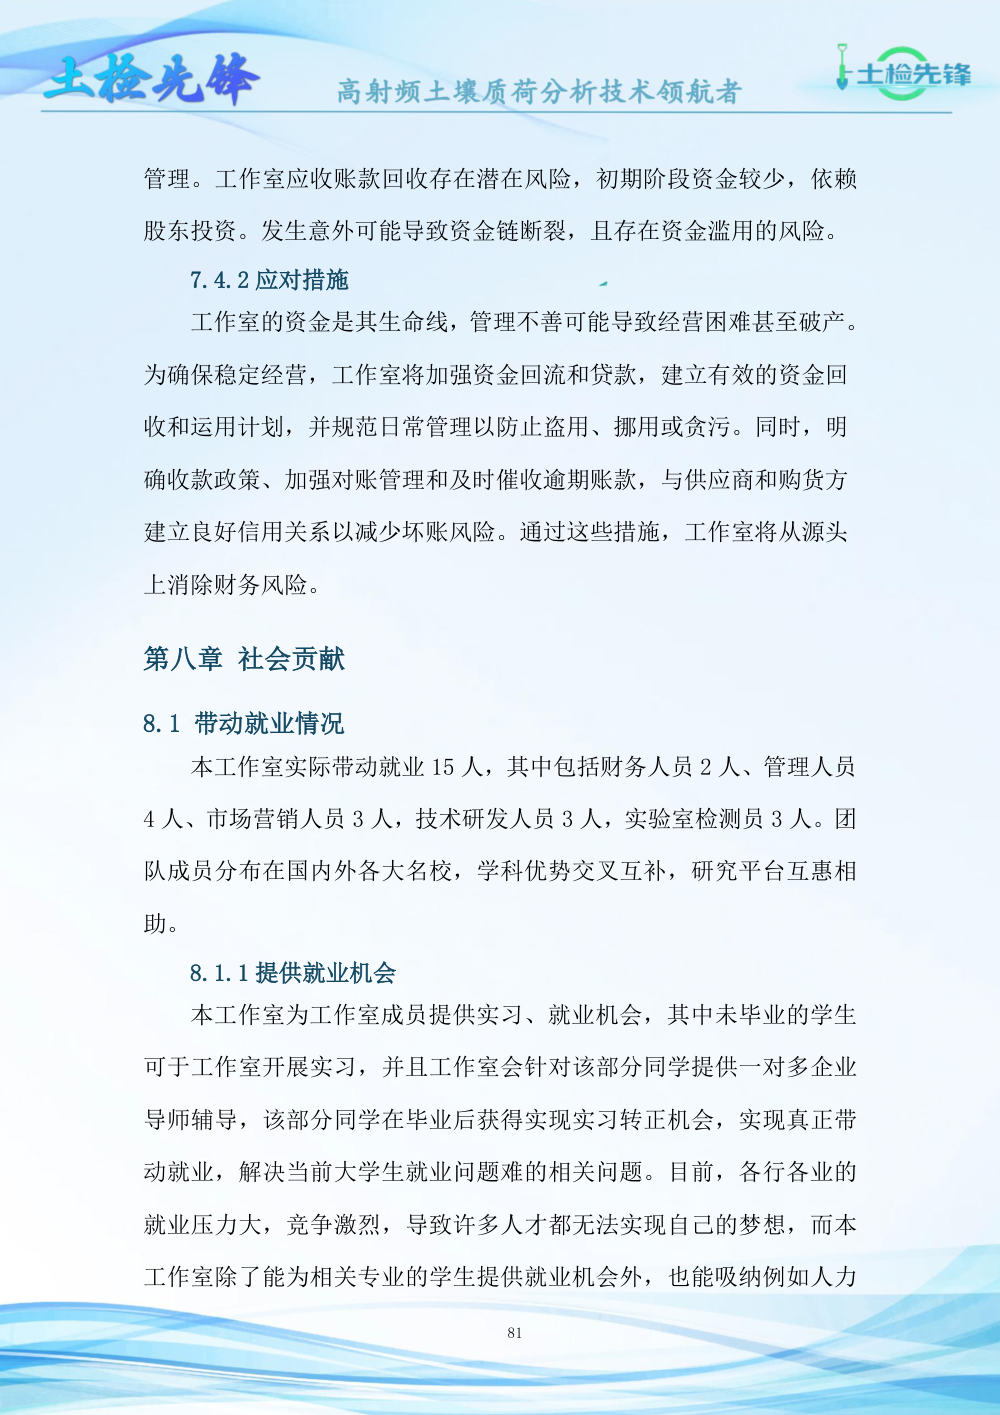 土检先锋
高射频土壤质荷分析技术领航者
土检先锋
管理。工作室应收账款回收存在潜在风险，初期阶段资金较少，依赖
股东投资。发生意外可能导致资金链断裂，且存在资金滥用的风险。
7.4.2 应对措施
工作室的资金是其生命线，管理不善可能导致经营困难甚至破产。
为确保稳定经营，工作室将加强资金回流和贷款，建立有效的资金回
收和运用计划，并规范日常管理以防止盗用、挪用或贪污。同时，明
确收款政策、加强对账管理和及时催收逾期账款，与供应商和购货方
建立良好信用关系以减少坏账风险。通过这些措施，工作室将从源头
上消除财务风险。
第八章 社会贡献
8.1 带动就业情况
本工作室实际带动就业 15 人，其中包括财务人员 2 人、管理人员
4 人、市场营销人员 3 人，技术研发人员 3 人，实验室检测员 3 人。团
队成员分布在国内外各大名校，学科优势交叉互补，研究平台互惠相
助。
8.1.1 提供就业机会
本工作室为工作室成员提供实习、就业机会，其中未毕业的学生
可于工作室开展实习，并且工作室会针对该部分同学提供一对多企业
导师辅导，该部分同学在毕业后获得实现实习转正机会，实现真正带
动就业，解决当前大学生就业问题难的相关问题。目前，各行各业的
就业压力大，竞争激烈，导致许多人才都无法实现自己的梦想，而本
工作室除了能为相关专业的学生提供就业机会外，也能吸纳例如人力
81